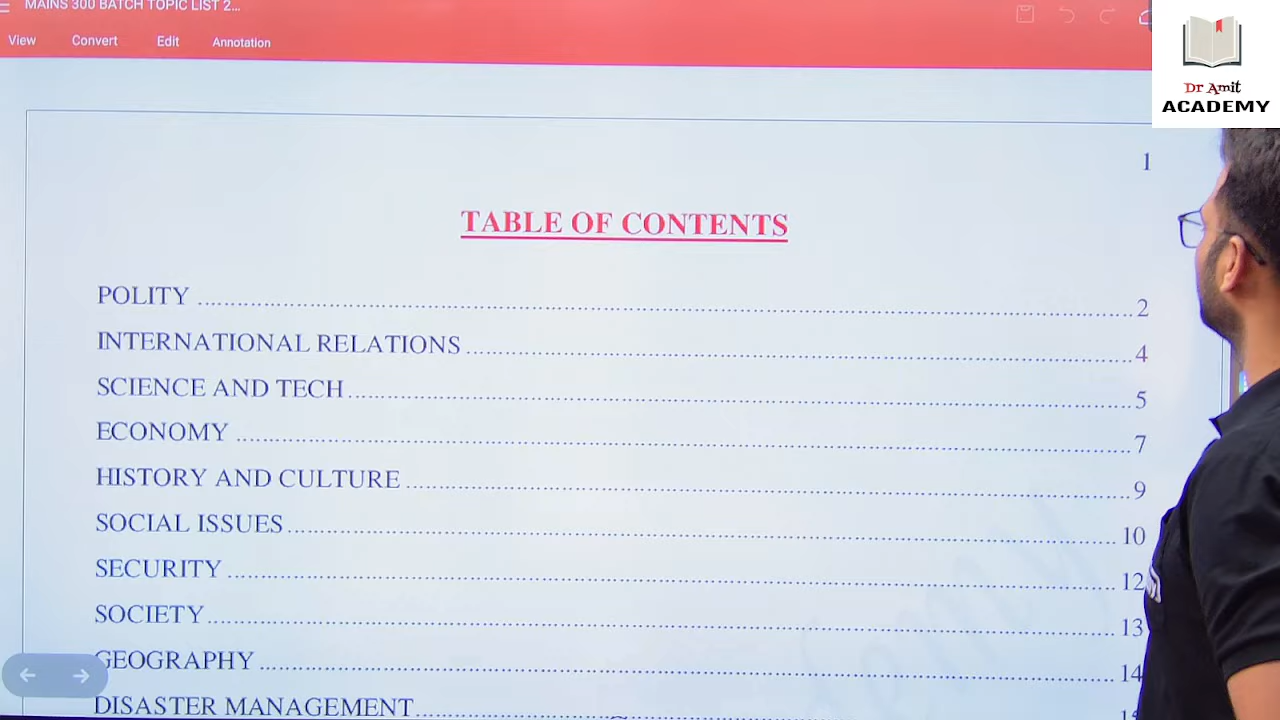 MAINS 300 BATCH TOPIC LIST 2...
View Convert Edit Annotation
Dr Amit
ACADEMY
1
TABLE OF CONTENTS
POLITY 2
INTERNATIONAL RELATIONS 4
SCIENCE AND TECH 5
ECONOMY 7
HISTORY AND CULTURE 9
SOCIAL ISSUES 10
SECURITY 12
SOCIETY 13
GEOGRAPHY 14
DISASTER MANAGEMENT